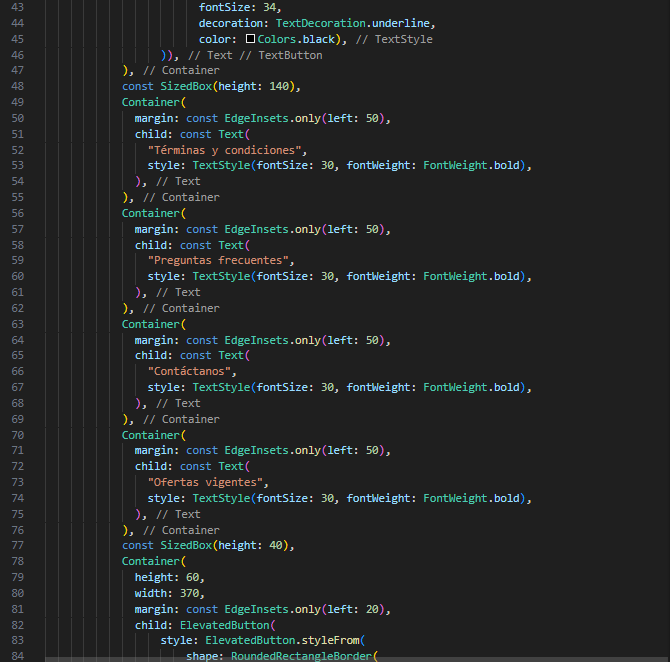 43 fontSize: 34,
44 decoration: TextDecoration.underline,
45 color: Colors.black), // TextStyle
46 )), // Text // TextButton
47 ), // Container
48 const SizedBox(height: 140),
49 Container(
50 margin: const EdgeInsets.only(left: 50),
51 child: const Text(
52 "Términas y condiciones",
53 style: TextStyle(fontSize: 30, fontWeight: FontWeight.bold),
54 ), // Text
55 ), // Container
56 Container(
57 margin: const EdgeInsets.only(left: 50),
58 child: const Text(
59 "Preguntas frecuentes",
60 style: TextStyle(fontSize: 30, fontWeight: FontWeight.bold),
61 ), // Text
62 ), // Container
63 Container(
64 margin: const EdgeInsets.only(left: 50),
65 child: const Text(
66 "Contáctanos",
67 style: TextStyle(fontSize: 30, fontWeight: FontWeight.bold),
68 ), // Text
69 ), // Container
70 Container(
71 margin: const EdgeInsets.only(left: 50),
72 child: const Text(
73 "Ofertas vigentes",
74 style: TextStyle(fontSize: 30, fontWeight: FontWeight.bold),
75 ), // Text
76 ), // Container
77 const SizedBox(height: 40),
78 Container(
79 height: 60,
80 width: 370,
81 margin: const EdgeInsets.only(left: 20),
82 child: ElevatedButton(
83 style: ElevatedButton.styleFrom(
84 shape: RoundedRectangleBorder(